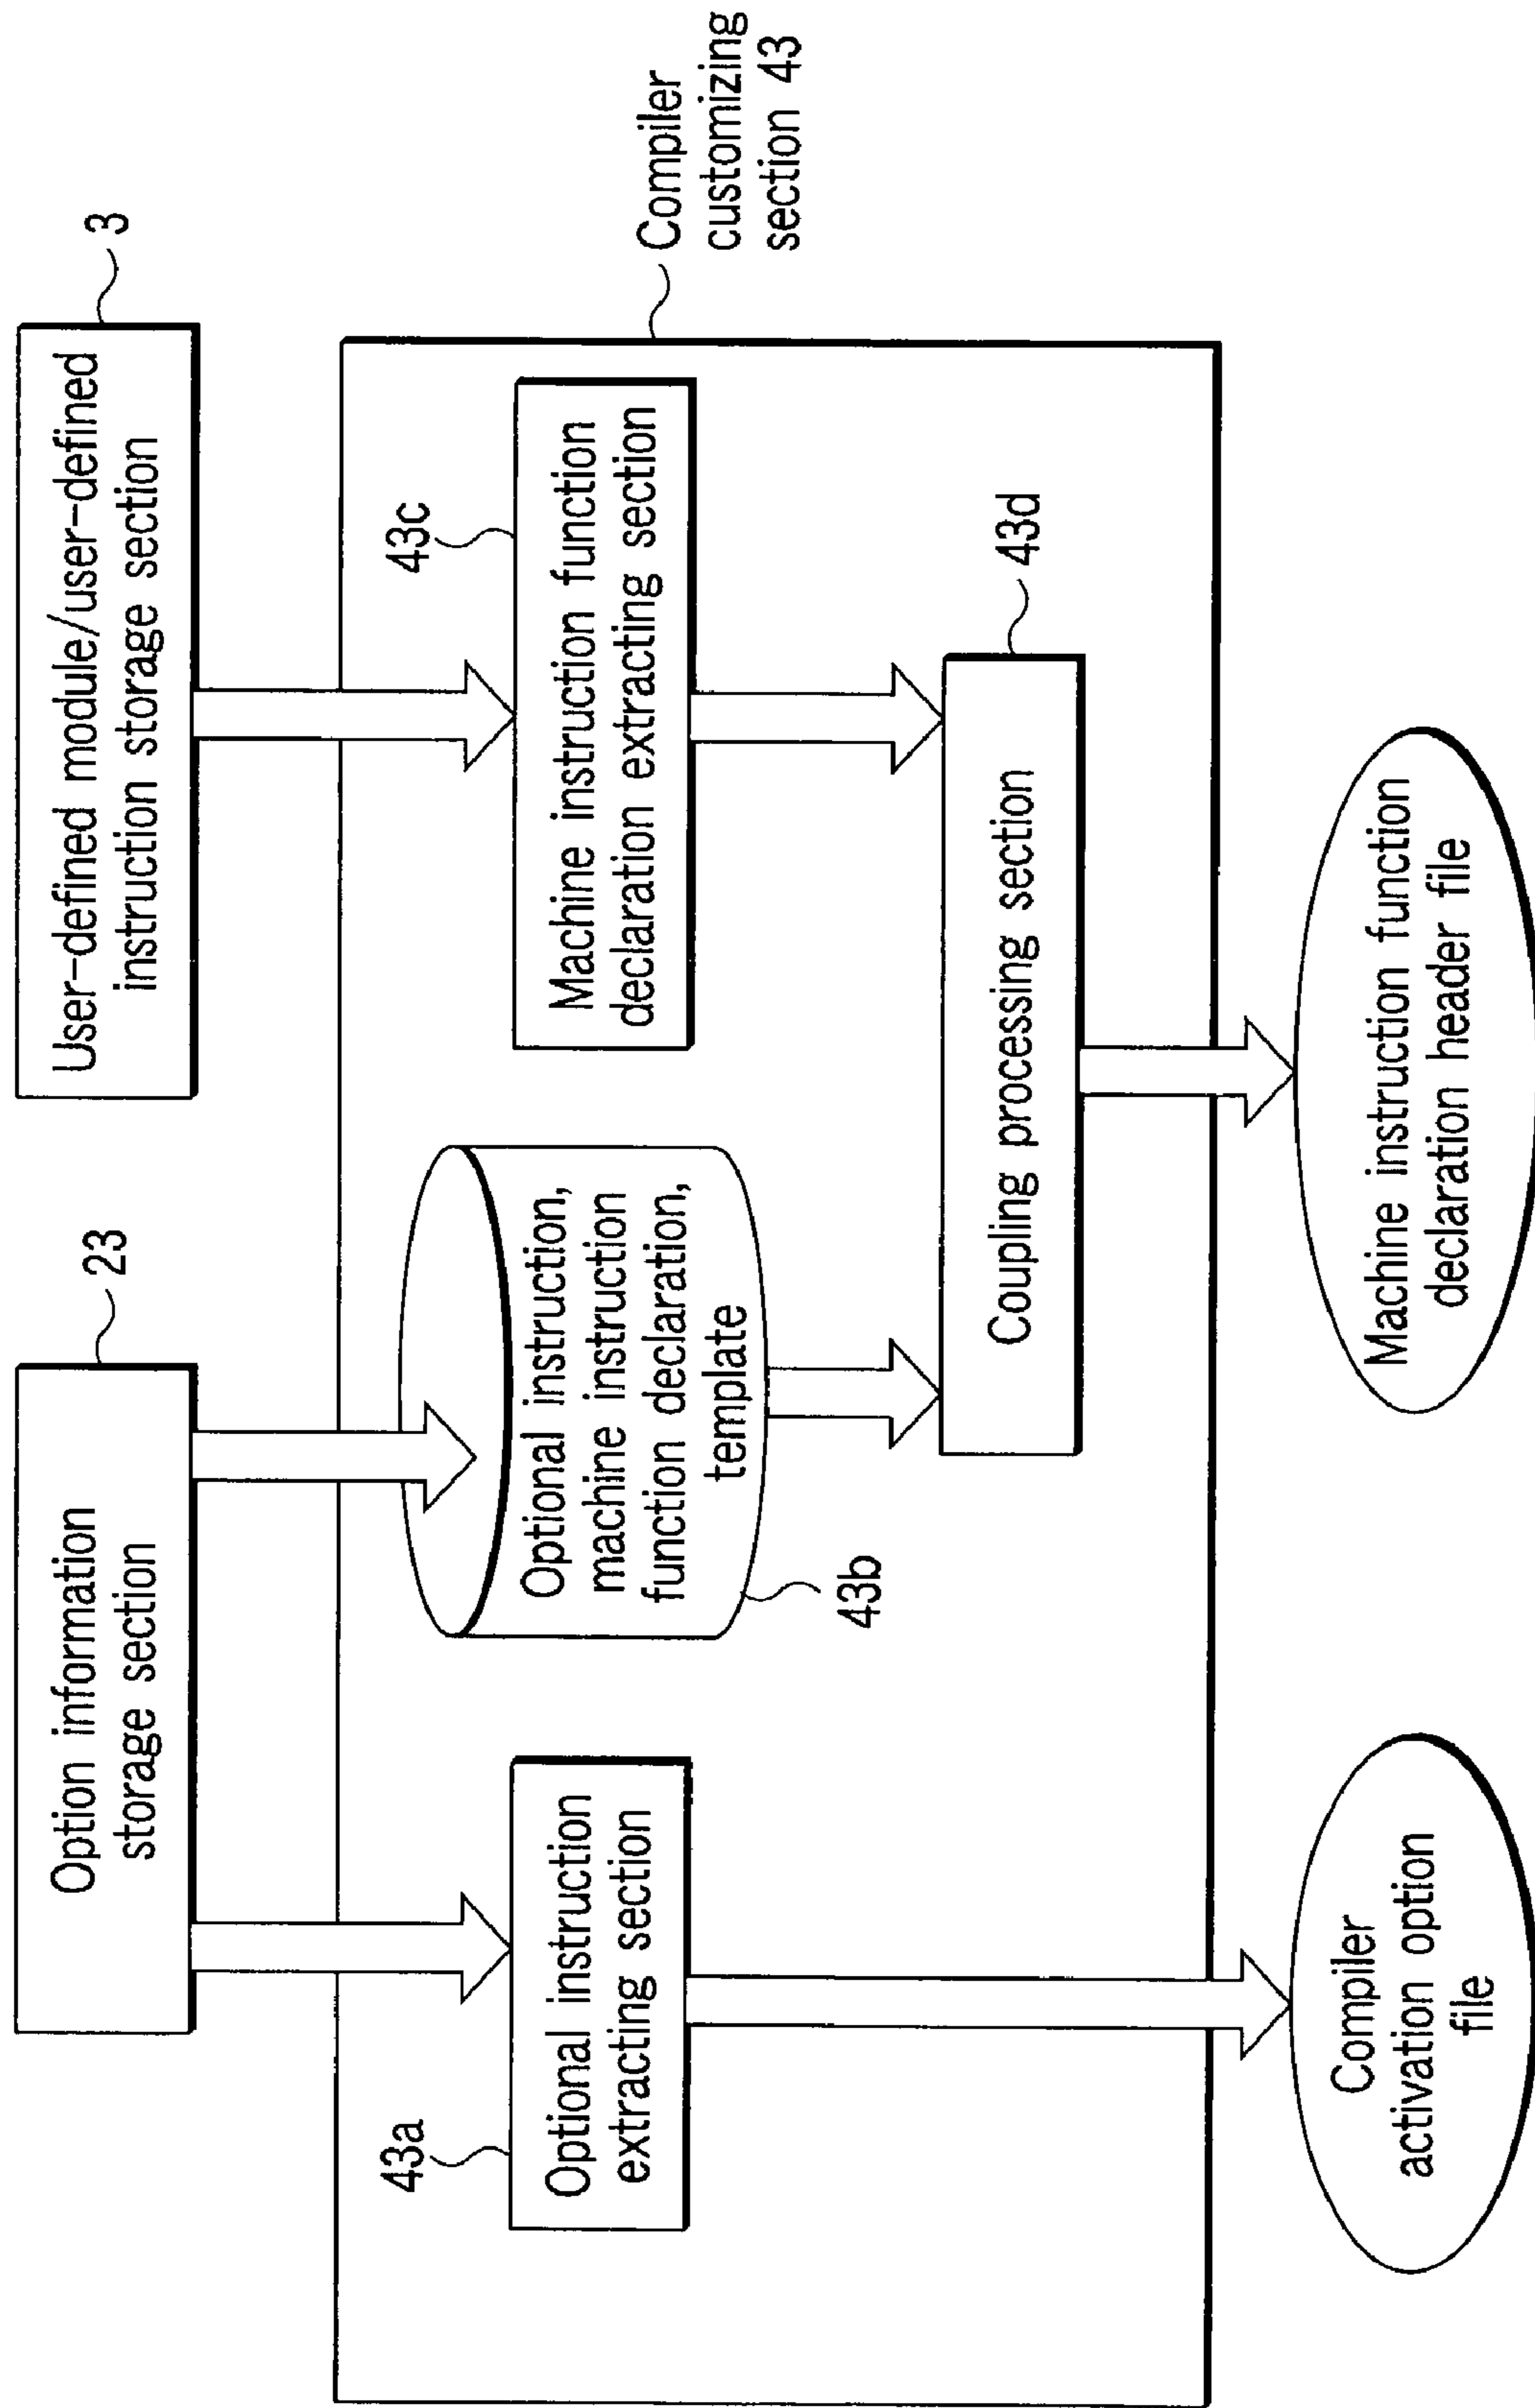 Option information
storage section
23
User-defined module/user-defined
instruction storage section
3
Compiler
customizing
section 43
43a
Optional instruction
extracting section
Optional instruction,
machine instruction
function declaration,
template
43b
43c
Machine instruction function
declaration extracting section
Coupling processing section
43d
Compiler
activation option
file
Machine instruction function
declaration header file